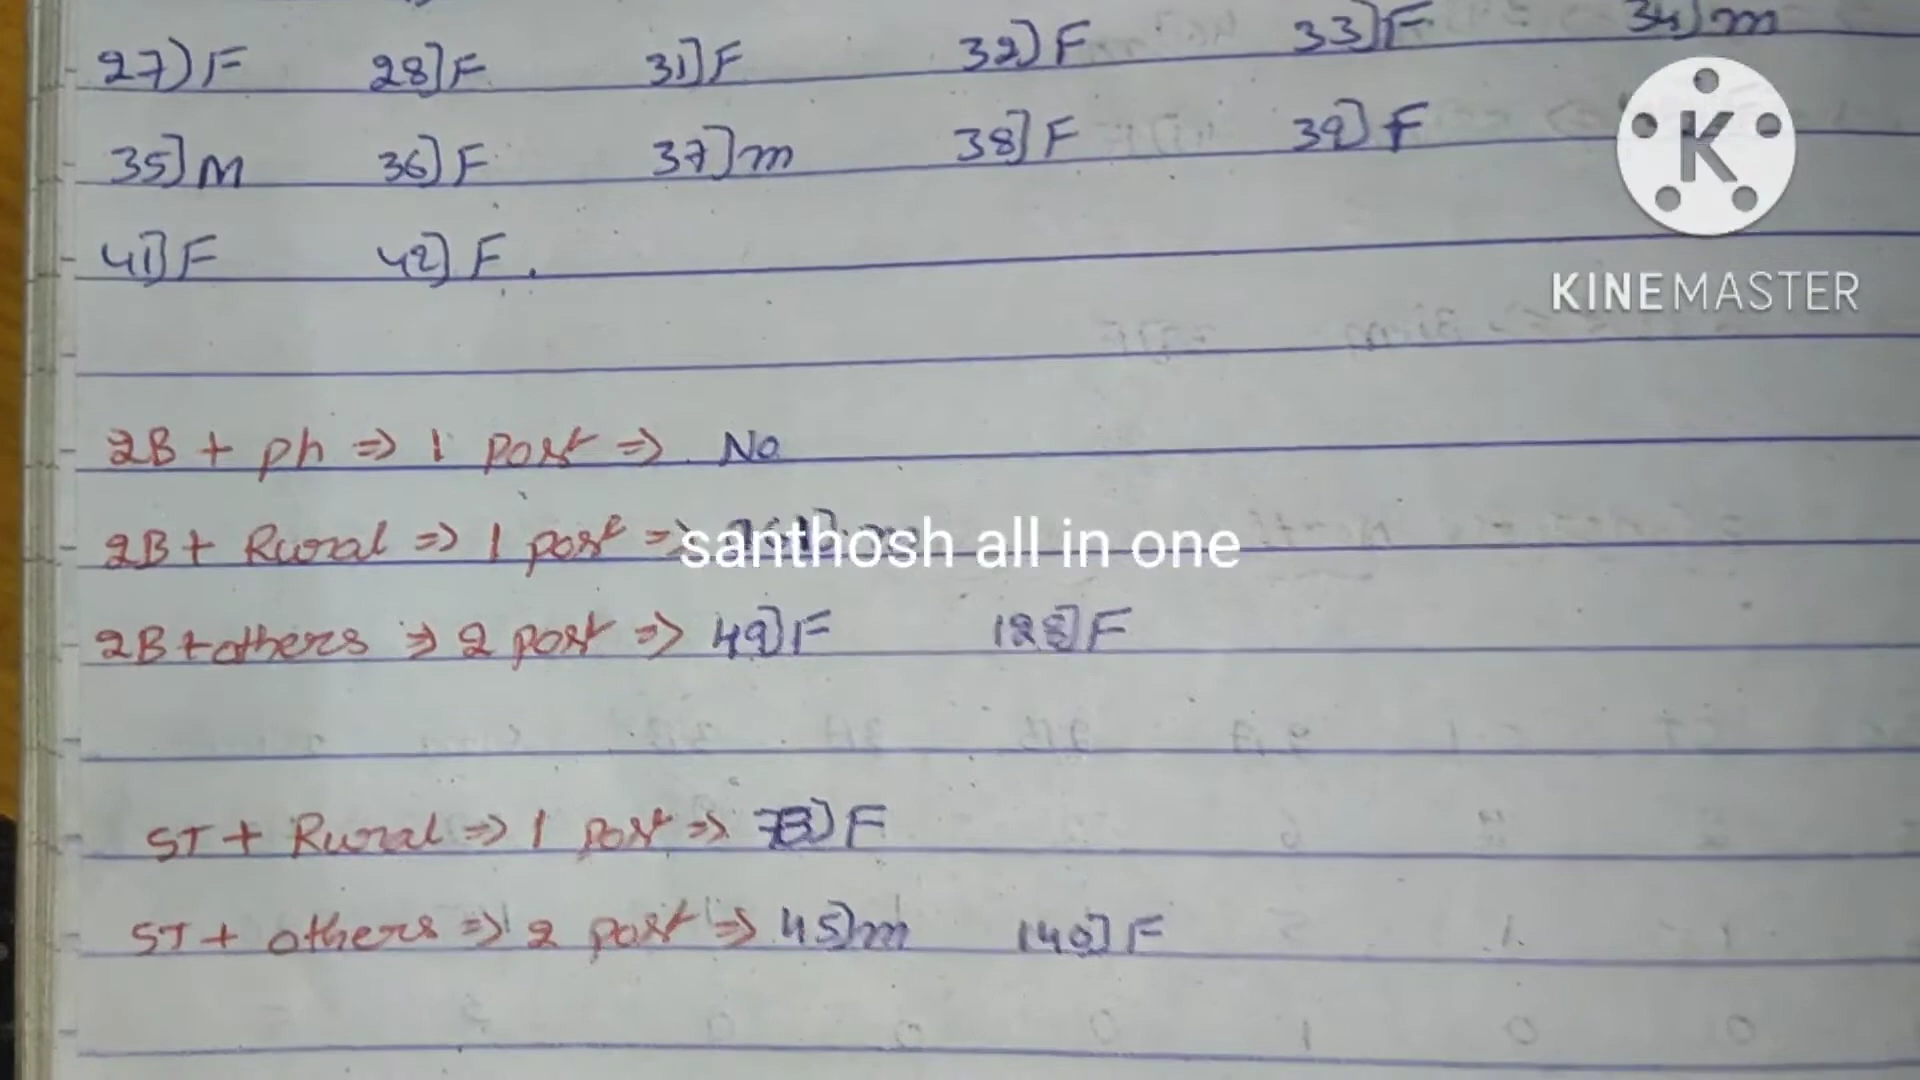 27) F 28] F 31] F 32) F 33] F 34) m
35] M 36] F 37] m 38] F 39] F
41] F 42] F.
KINEMASTER
2B + ph => 1 post => No
2B + Rural => 1 post =>
santhosh all in one
2B + others => 2 post => 49] F 128] F
ST + Rural => 1 post => F
ST + others => 2 post => 45] m 140] F